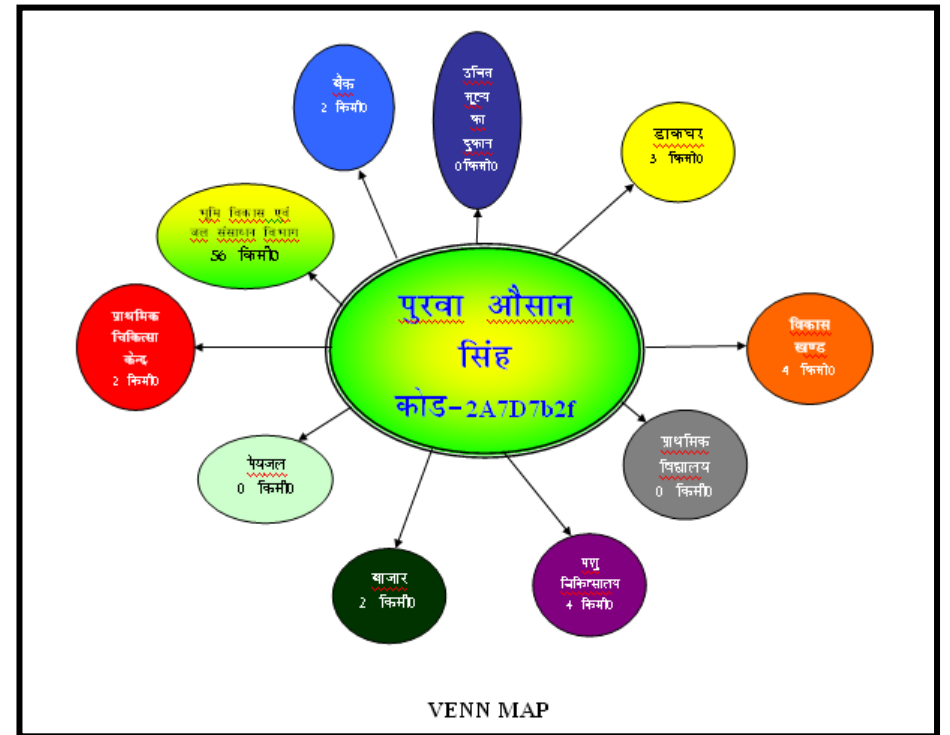 बैंक
2 किमी0
उचित
मूल्य
का
दुकान
0किमी0
डाकघर
3 किमी0
भूमि विकास एवं
जल संसाधन विभाग
56 किमी0
पुरवा औसान
सिंह
कोड-2A7D7b2f
प्राथमिक
चिकित्सा
केन्द्र
2 किमी0
विकास
खण्ड
4 किमी0
पेयजल
0 किमी0
प्राथमिक
विद्यालय
0 किमी0
बाजार
2 किमी0
पशु
चिकित्सालय
4 किमी0
VENN MAP